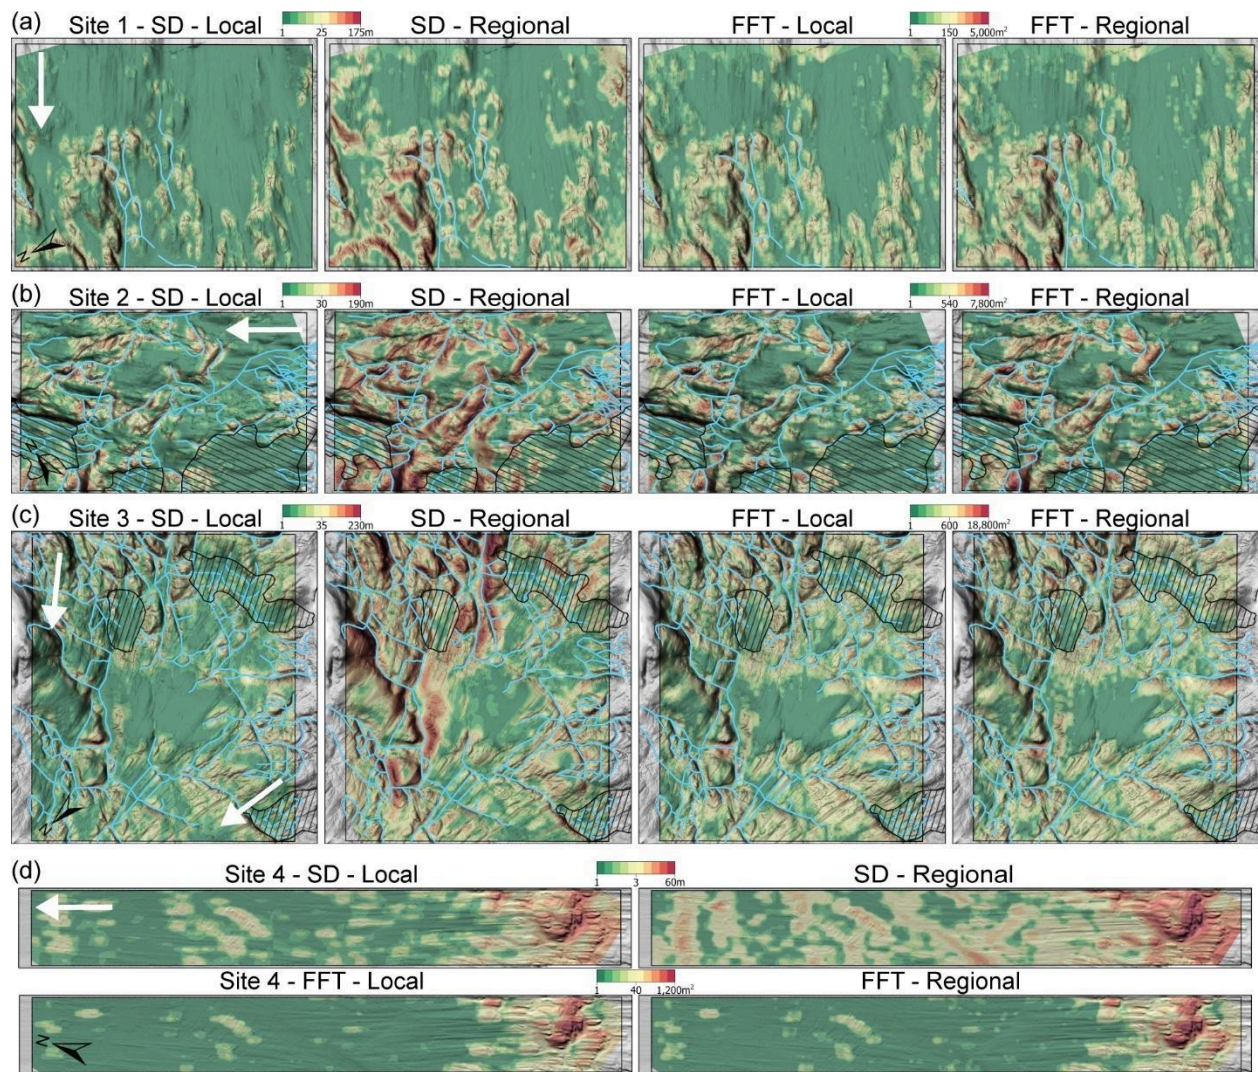 (a) Site 1 - SD - Local SD - Regional FFT - Local FFT - Regional
1 25 175m 1 150 5,000m²
N
(b) Site 2 - SD - Local SD - Regional FFT - Local FFT - Regional
1 30 190m 1 540 7,800m²
N
(c) Site 3 - SD - Local SD - Regional FFT - Local FFT - Regional
1 35 230m 1 600 18,800m²
N
(d) Site 4 - SD - Local SD - Regional
1 3 60m
Site 4 - FFT - Local FFT - Regional
1 40 1,200m²
N